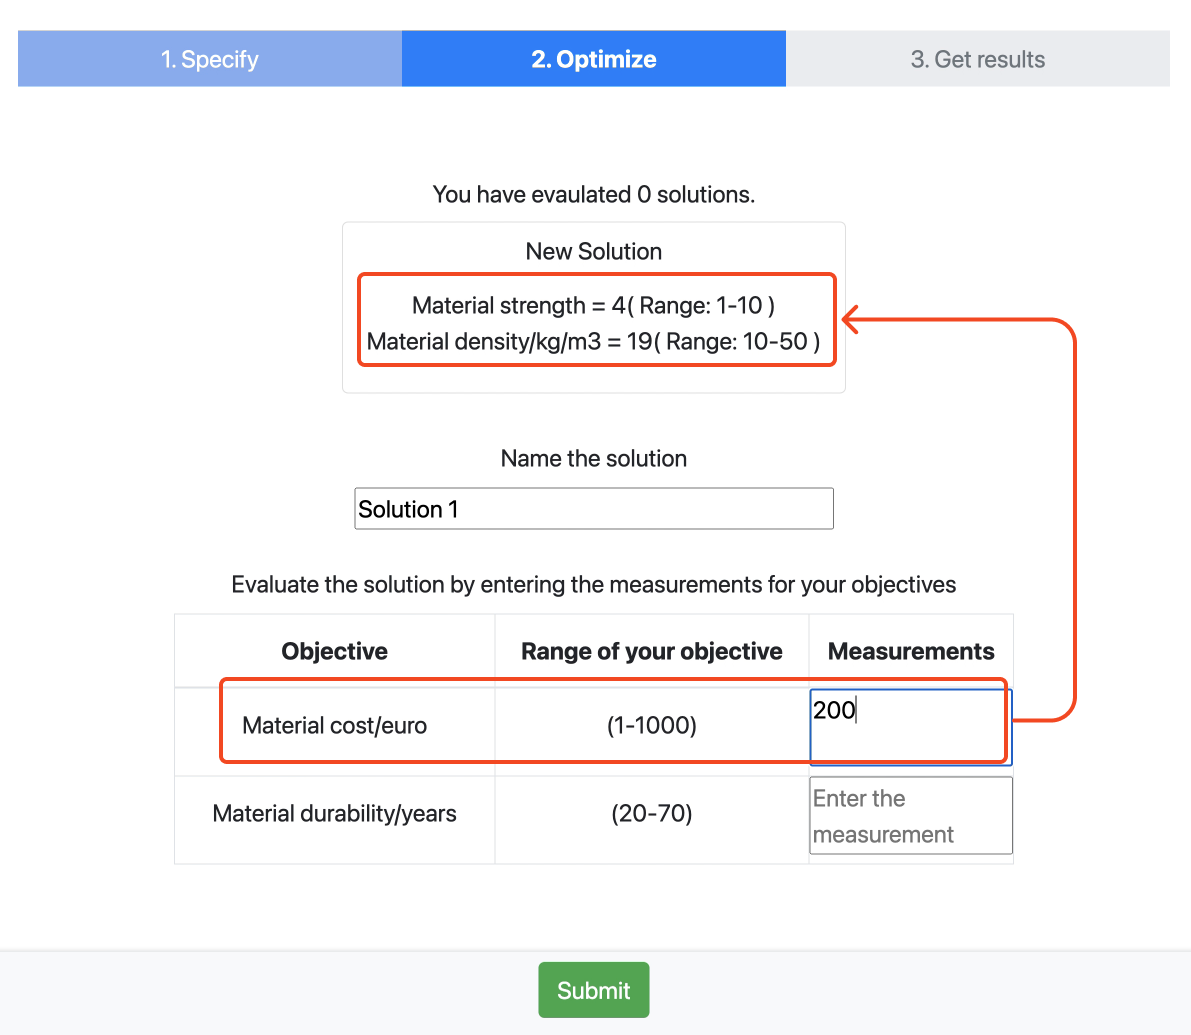 1. Specify
2. Optimize
3. Get results
You have evaulated 0 solutions.
New Solution
Material strength = 4( Range: 1-10 )
Material density/kg/m3 = 19( Range: 10-50 )
Name the solution
Solution 1
Evaluate the solution by entering the measurements for your objectives
Objective Range of your objective Measurements
Material cost/euro (1-1000) 200
Material durability/years (20-70) Enter the
measurement
Submit